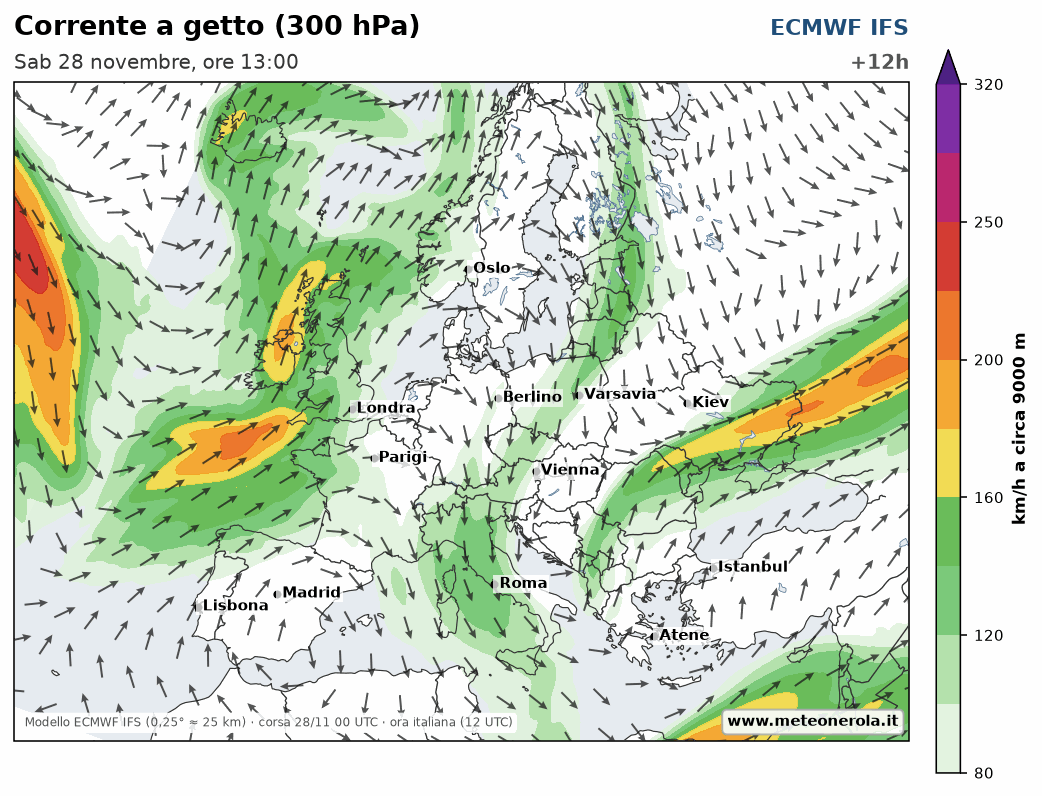 Corrente a getto (300 hPa)
ECMWF IFS
Sab 28 novembre, ore 13:00
+12h
320
250
200
160
120
80
km/h a circa 9000 m
Oslo
Berlino
Varsavia
Kiev
Londra
Parigi
Vienna
Istanbul
Roma
Madrid
Lisbona
Atene
Modello ECMWF IFS (0,25° ≈ 25 km) · corsa 28/11 00 UTC · ora italiana (12 UTC)
www.meteonerola.it